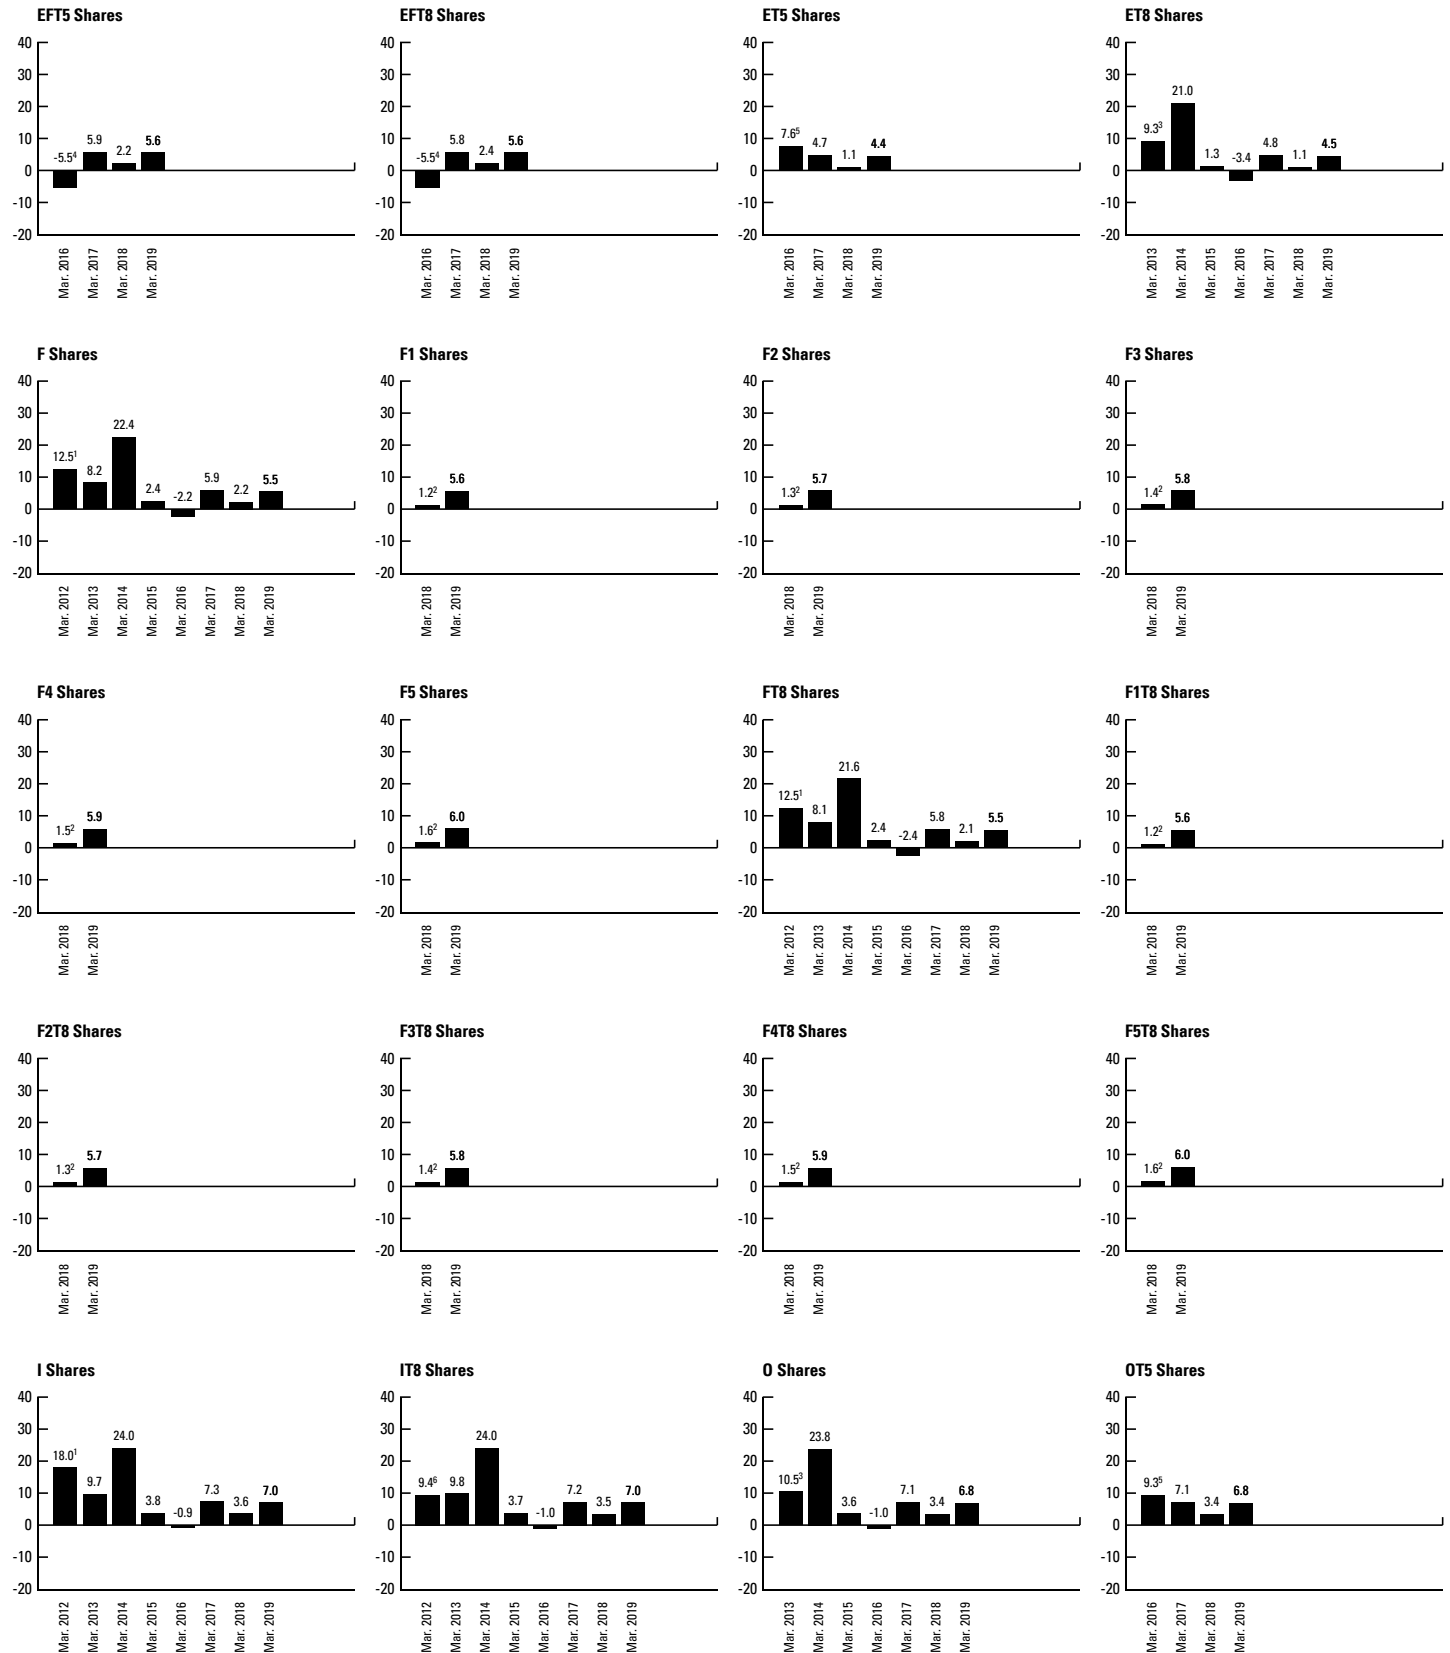 EFT5 Shares
40
30
20
10
0
-10
-20
-5.5⁴
5.9
2.2
5.6
Mar. 2016
Mar. 2017
Mar. 2018
Mar. 2019
EFT8 Shares
40
30
20
10
0
-10
-20
-5.5⁴
5.8
2.4
5.6
Mar. 2016
Mar. 2017
Mar. 2018
Mar. 2019
ET5 Shares
40
30
20
10
0
-10
-20
7.6⁵
4.7
1.1
4.4
Mar. 2016
Mar. 2017
Mar. 2018
Mar. 2019
ET8 Shares
40
30
20
10
0
-10
-20
9.3³
21.0
1.3
-3.4
4.8
1.1
4.5
Mar. 2013
Mar. 2014
Mar. 2015
Mar. 2016
Mar. 2017
Mar. 2018
Mar. 2019
F Shares
40
30
20
10
0
-10
-20
12.5¹
8.2
22.4
2.4
-2.2
5.9
2.2
5.5
Mar. 2012
Mar. 2013
Mar. 2014
Mar. 2015
Mar. 2016
Mar. 2017
Mar. 2018
Mar. 2019
F1 Shares
40
30
20
10
0
-10
-20
1.2²
5.6
Mar. 2018
Mar. 2019
F2 Shares
40
30
20
10
0
-10
-20
1.3²
5.7
Mar. 2018
Mar. 2019
F3 Shares
40
30
20
10
0
-10
-20
1.4²
5.8
Mar. 2018
Mar. 2019
F4 Shares
40
30
20
10
0
-10
-20
1.5²
5.9
Mar. 2018
Mar. 2019
F5 Shares
40
30
20
10
0
-10
-20
1.6²
6.0
Mar. 2018
Mar. 2019
FT8 Shares
40
30
20
10
0
-10
-20
12.5¹
8.1
21.6
2.4
-2.4
5.8
2.1
5.5
Mar. 2012
Mar. 2013
Mar. 2014
Mar. 2015
Mar. 2016
Mar. 2017
Mar. 2018
Mar. 2019
F1T8 Shares
40
30
20
10
0
-10
-20
1.2²
5.6
Mar. 2018
Mar. 2019
F2T8 Shares
40
30
20
10
0
-10
-20
1.3²
5.7
Mar. 2018
Mar. 2019
F3T8 Shares
40
30
20
10
0
-10
-20
1.4²
5.8
Mar. 2018
Mar. 2019
F4T8 Shares
40
30
20
10
0
-10
-20
1.5²
5.9
Mar. 2018
Mar. 2019
F5T8 Shares
40
30
20
10
0
-10
-20
1.6²
6.0
Mar. 2018
Mar. 2019
I Shares
40
30
20
10
0
-10
-20
18.0¹
9.7
24.0
3.8
-0.9
7.3
3.6
7.0
Mar. 2012
Mar. 2013
Mar. 2014
Mar. 2015
Mar. 2016
Mar. 2017
Mar. 2018
Mar. 2019
IT8 Shares
40
30
20
10
0
-10
-20
9.4⁶
9.8
24.0
3.7
-1.0
7.2
3.5
7.0
Mar. 2012
Mar. 2013
Mar. 2014
Mar. 2015
Mar. 2016
Mar. 2017
Mar. 2018
Mar. 2019
O Shares
40
30
20
10
0
-10
-20
10.5³
23.8
3.6
-1.0
7.1
3.4
6.8
Mar. 2013
Mar. 2014
Mar. 2015
Mar. 2016
Mar. 2017
Mar. 2018
Mar. 2019
OT5 Shares
40
30
20
10
0
-10
-20
9.3⁵
7.1
3.4
6.8
Mar. 2016
Mar. 2017
Mar. 2018
Mar. 2019